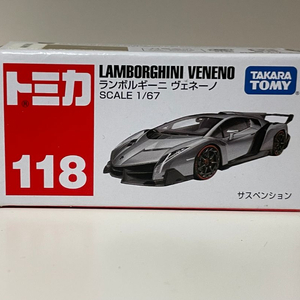 トミカ
LAMBORGHINI VENENO
ランボルギーニ ヴェネーノ
SCALE 1/67
TAKARA
TOMY
118
サスペンション